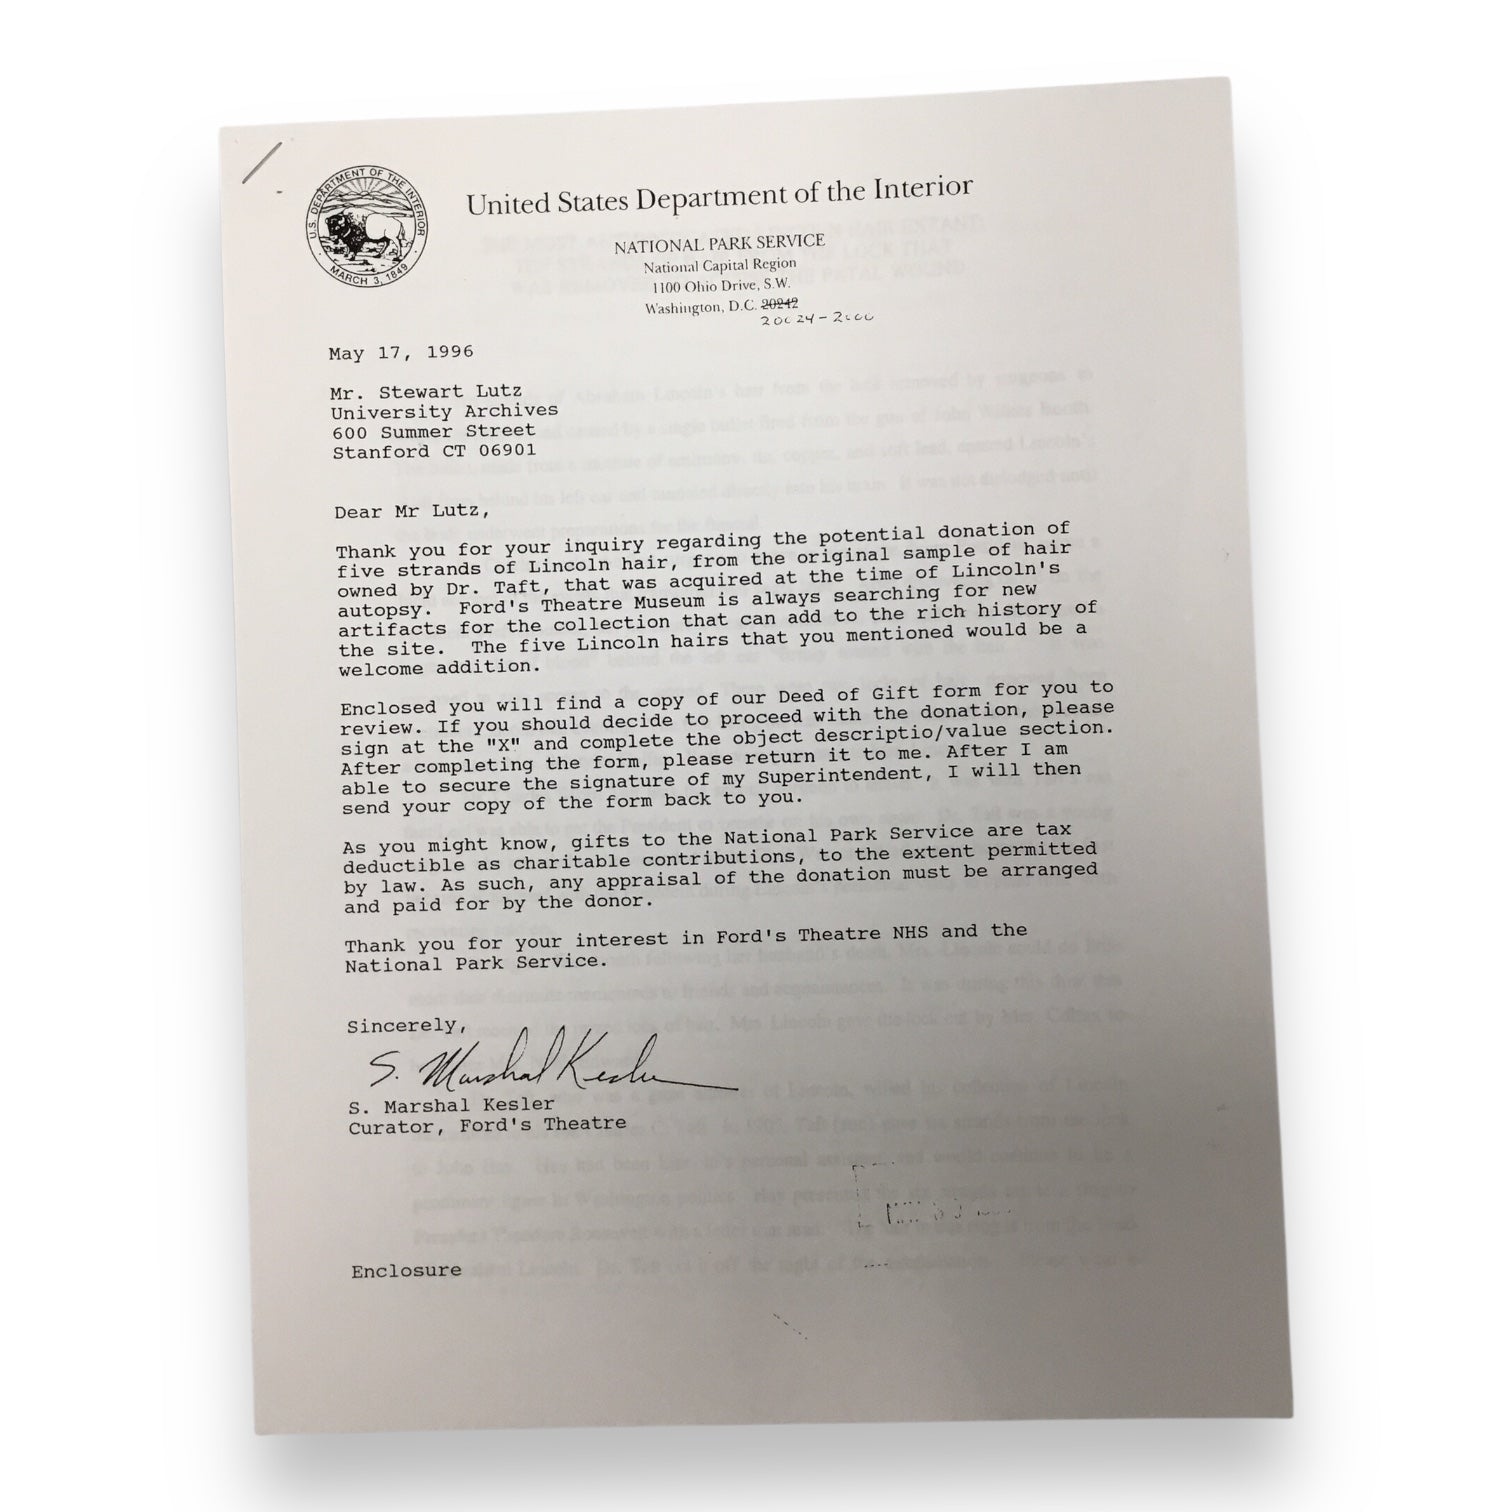 U.S. DEPARTMENT OF THE INTERIOR
MARCH 3, 1849
United States Department of the Interior
NATIONAL PARK SERVICE
National Capital Region
1100 Ohio Drive, S.W.
Washington, D.C. 20242
20024-2000
May 17, 1996
Mr. Stewart Lutz
University Archives
600 Summer Street
Stanford CT 06901
Dear Mr Lutz,
Thank you for your inquiry regarding the potential donation of
five strands of Lincoln hair, from the original sample of hair
owned by Dr. Taft, that was acquired at the time of Lincoln's
autopsy. Ford's Theatre Museum is always searching for new
artifacts for the collection that can add to the rich history of
the site. The five Lincoln hairs that you mentioned would be a
welcome addition.
Enclosed you will find a copy of our Deed of Gift form for you to
review. If you should decide to proceed with the donation, please
sign at the "X" and complete the object descriptio/value section.
After completing the form, please return it to me. After I am
able to secure the signature of my Superintendent, I will then
send your copy of the form back to you.
As you might know, gifts to the National Park Service are tax
deductible as charitable contributions, to the extent permitted
by law. As such, any appraisal of the donation must be arranged
and paid for by the donor.
Thank you for your interest in Ford's Theatre NHS and the
National Park Service.
Sincerely,
S. Marshal Kesler
S. Marshal Kesler
Curator, Ford's Theatre
Enclosure